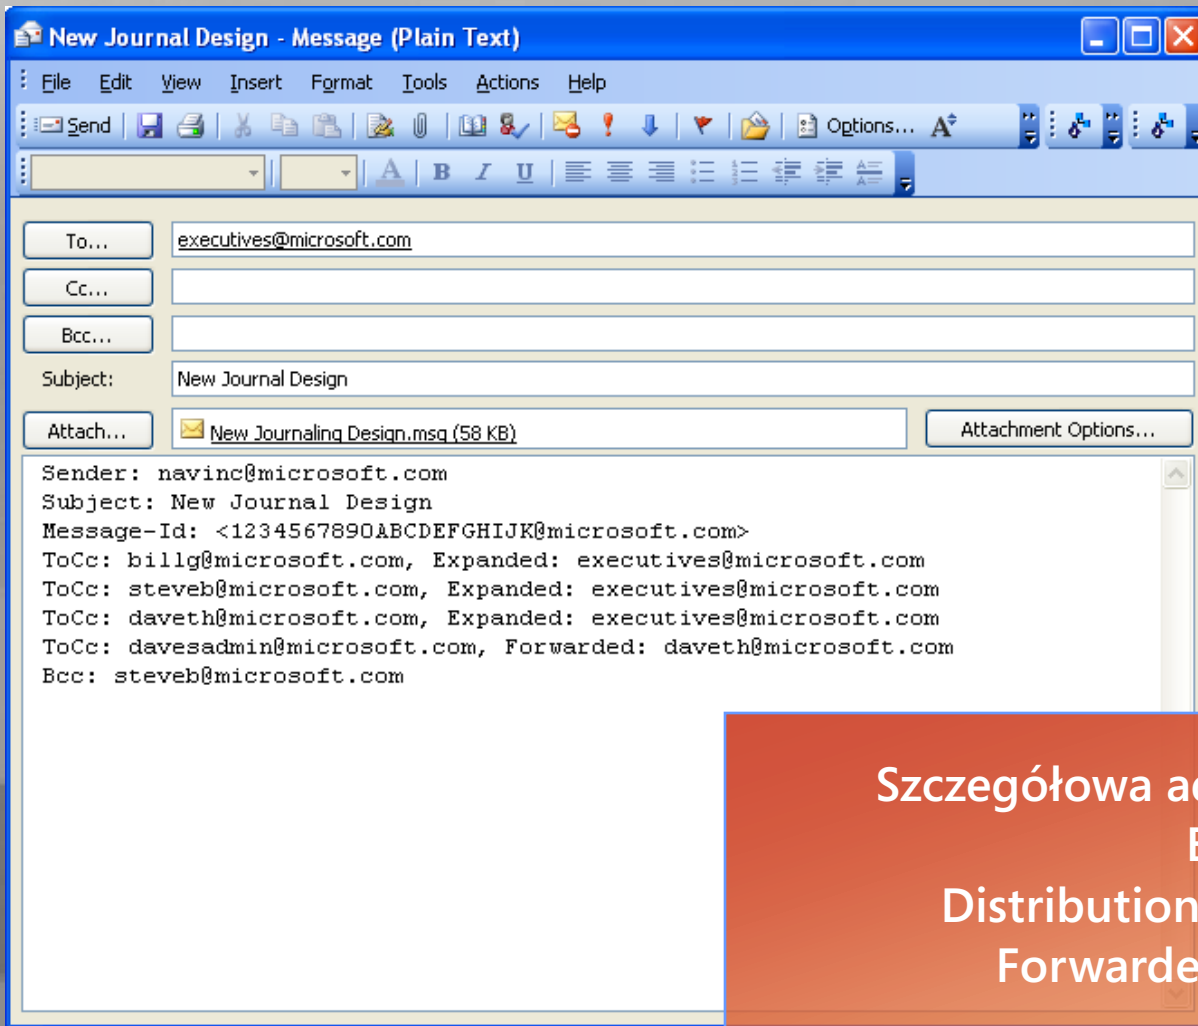 New Journal Design - Message (Plain Text)
File Edit View Insert Format Tools Actions Help
Send Options...
A B I U
To... executives@microsoft.com
Cc...
Bcc...
Subject: New Journal Design
Attach... New Journaling Design.msg (58 KB) Attachment Options...
Sender: navinc@microsoft.com
Subject: New Journal Design
Message-Id: <1234567890ABCDEFGHIJK@microsoft.com>
ToCc: billg@microsoft.com, Expanded: executives@microsoft.com
ToCc: steveb@microsoft.com, Expanded: executives@microsoft.com
ToCc: daveth@microsoft.com, Expanded: executives@microsoft.com
ToCc: davesadmin@microsoft.com, Forwarded: daveth@microsoft.com
Bcc: steveb@microsoft.com
Szczegółowa
Distribution